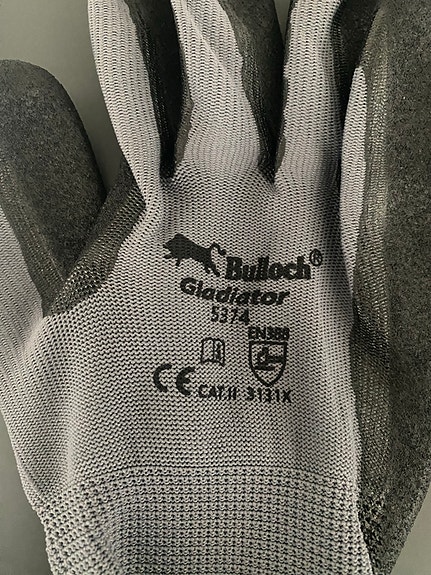 Bulloch®
Gladiator
5374
EN388
CE CAT.II 3131X